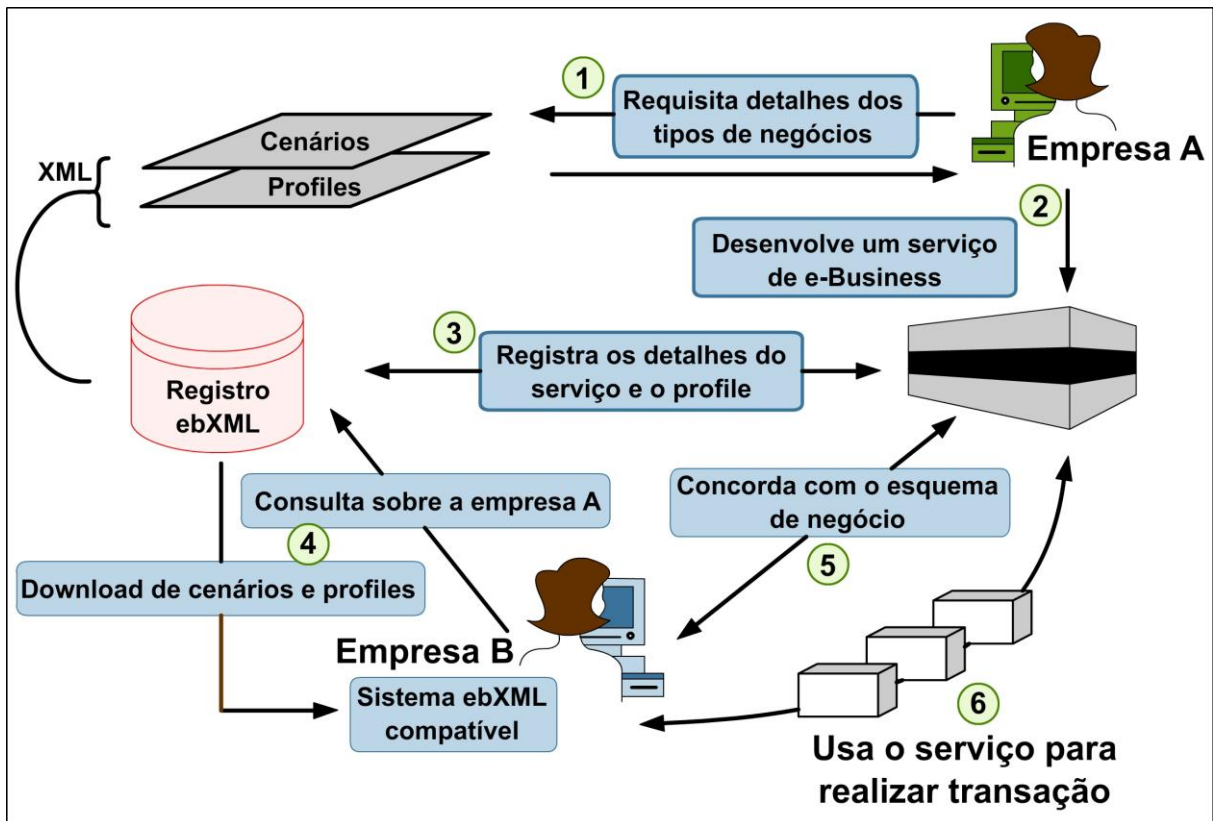 1
Requisita detalhes dos
tipos de negócios
Empresa A
Cenários
Profiles
XML
2
Desenvolve um serviço
de e-Business
3
Registra os detalhes do
serviço e o profile
Registro
ebXML
Consulta sobre a empresa A
4
Download de cenários e profiles
Concorda com o esquema
de negócio
5
Empresa B
Sistema ebXML
compatível
6
Usa o serviço para
realizar transação